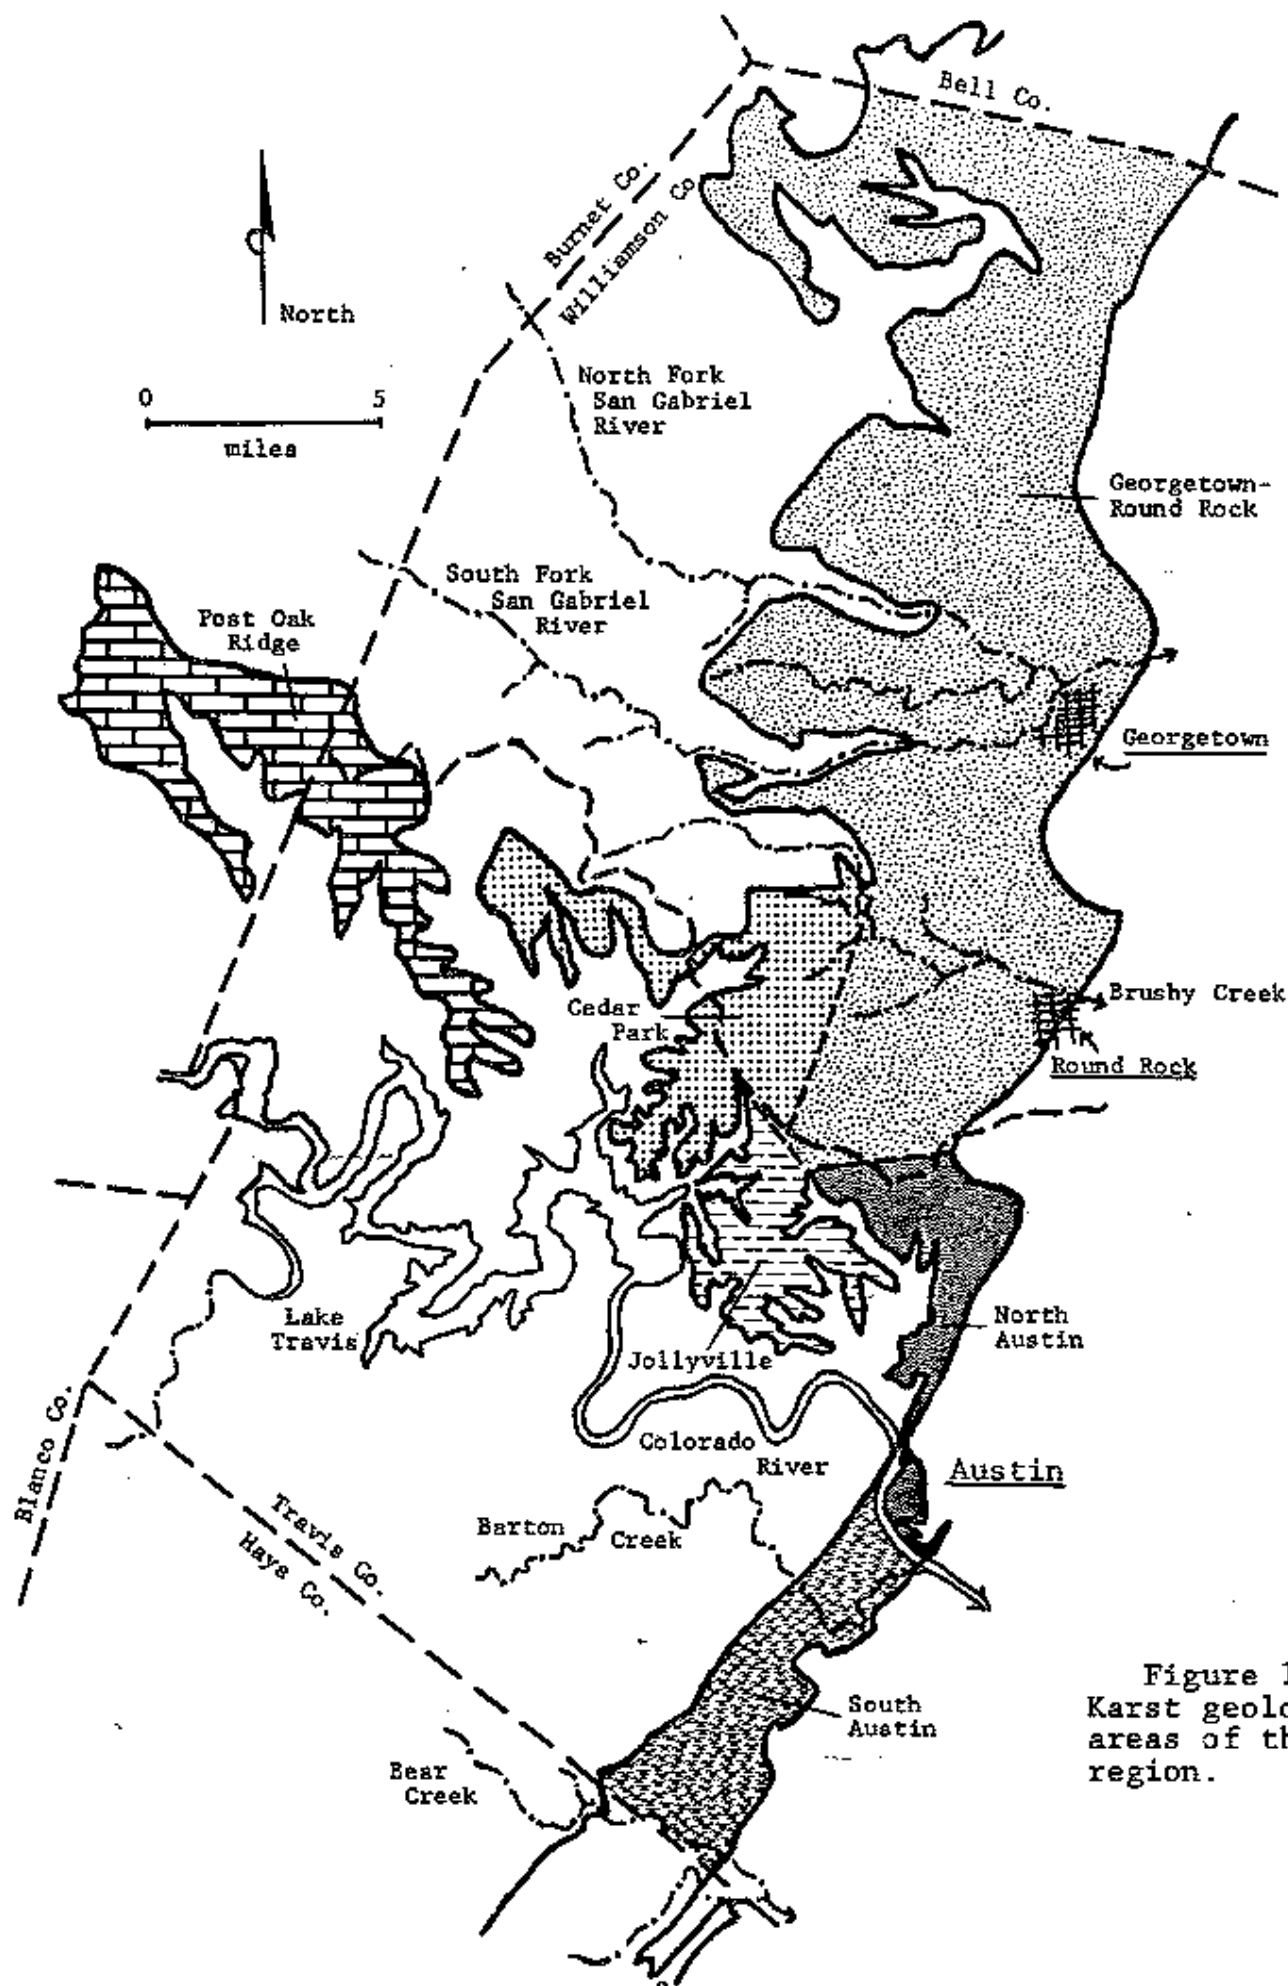 Bell Co.
Burnet Co.
Williamson Co
North
0 5
miles
North Fork
San Gabriel
River
Georgetown-
Round Rock
South Fork
San Gabriel
River
Post Oak
Ridge
Georgetown
Cedar
Park
Brushy Creek
Round Rock
Lake
Travis
North
Austin
Jollyville
Colorado
River
Austin
Blanco Co.
Travis Co.
Hays Co.
Barton
Creek
South
Austin
Bear
Creek
Figure 1
Karst geolo
areas of th
region.